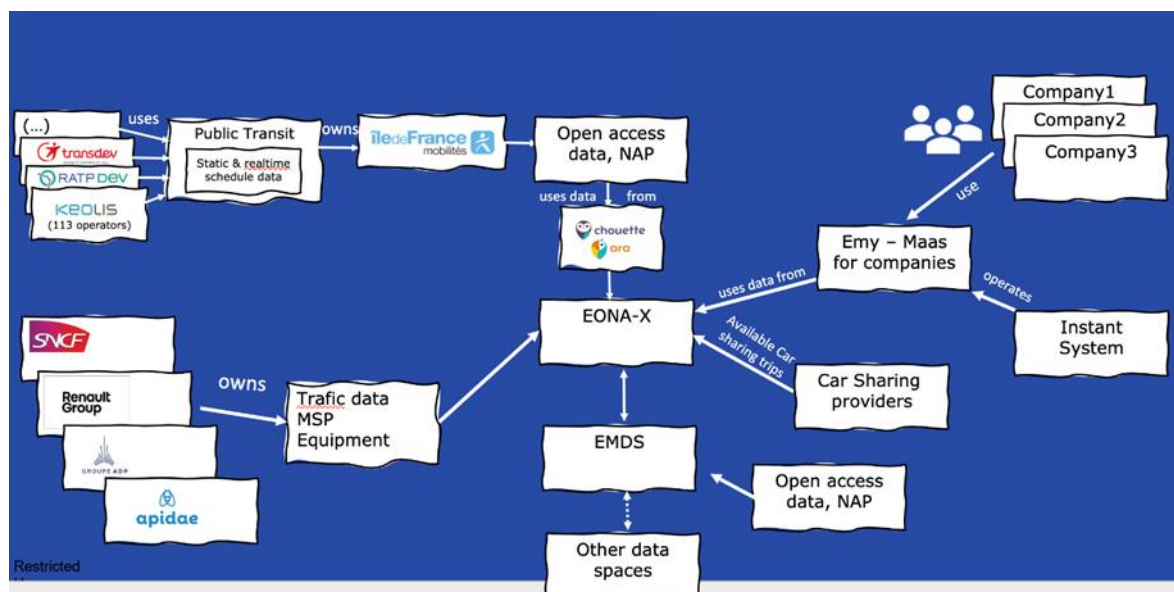 (...)
transdev
RATP DEV
KEOLIS
(113 operators)
uses
Public Transit
Static & realtime
schedule data
owns
îledeFrance
mobilités
Open access
data, NAP
uses data from
chouette
ara
Company1
Company2
Company3
use
Emy – Maas
for companies
operates
Instant
System
uses data from
EONA-X
Available Car
sharing trips
Car Sharing
providers
SNCF
Renault
Group
GROUPE ADP
apidae
owns
Trafic data
MSP
Equipment
EMDS
Open access
data, NAP
Other data
spaces
Restricted